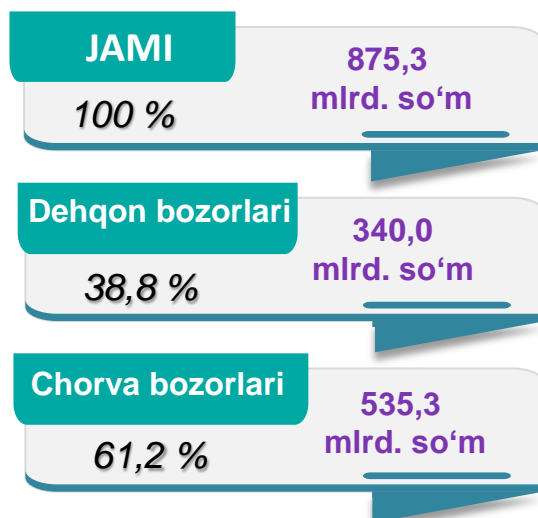 JAMI
875,3
mlrd. so‘m
100 %
Dehqon bozorlari
340,0
mlrd. so‘m
38,8 %
Chorva bozorlari
535,3
mlrd. so‘m
61,2 %